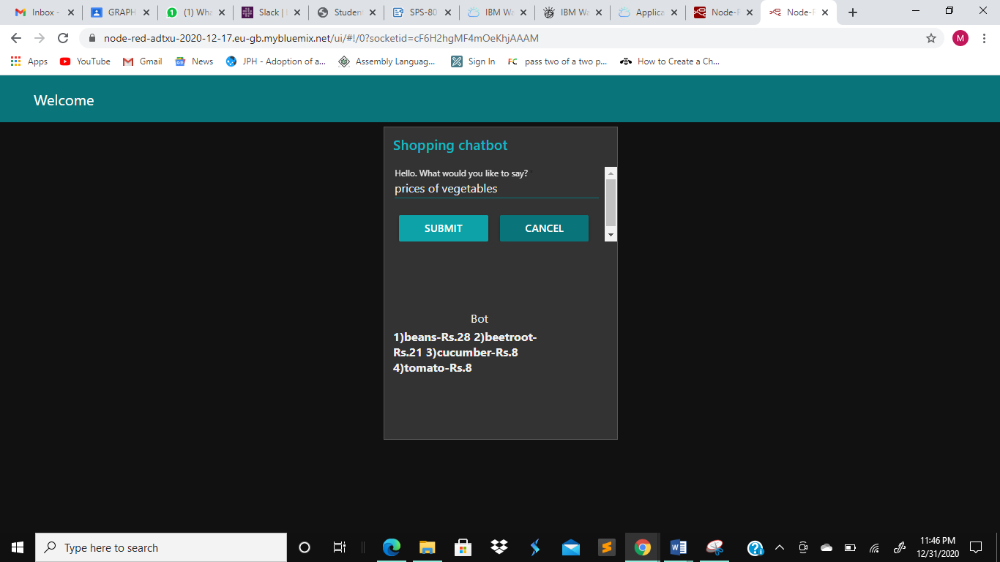 Inbox -
GRAPH
(1) Wha
Slack |
Student
SPS-80
IBM Wa
IBM Wa
Applica
Node-R
Node-R
node-red-adtxu-2020-12-17.eu-gb.mybluemix.net/ui/#!/0?socketid=cF6H2hgMF4mOeKhjAAAM
M
Apps
YouTube
Gmail
News
JPH - Adoption of a...
Assembly Languag...
Sign In
FC pass two of a two p...
How to Create a Ch...
Welcome
Shopping chatbot
Hello. What would you like to say?
prices of vegetables
SUBMIT
CANCEL
Bot
1)beans-Rs.28 2)beetroot-
Rs.21 3)cucumber-Rs.8
4)tomato-Rs.8
Type here to search
11:46 PM
12/31/2020